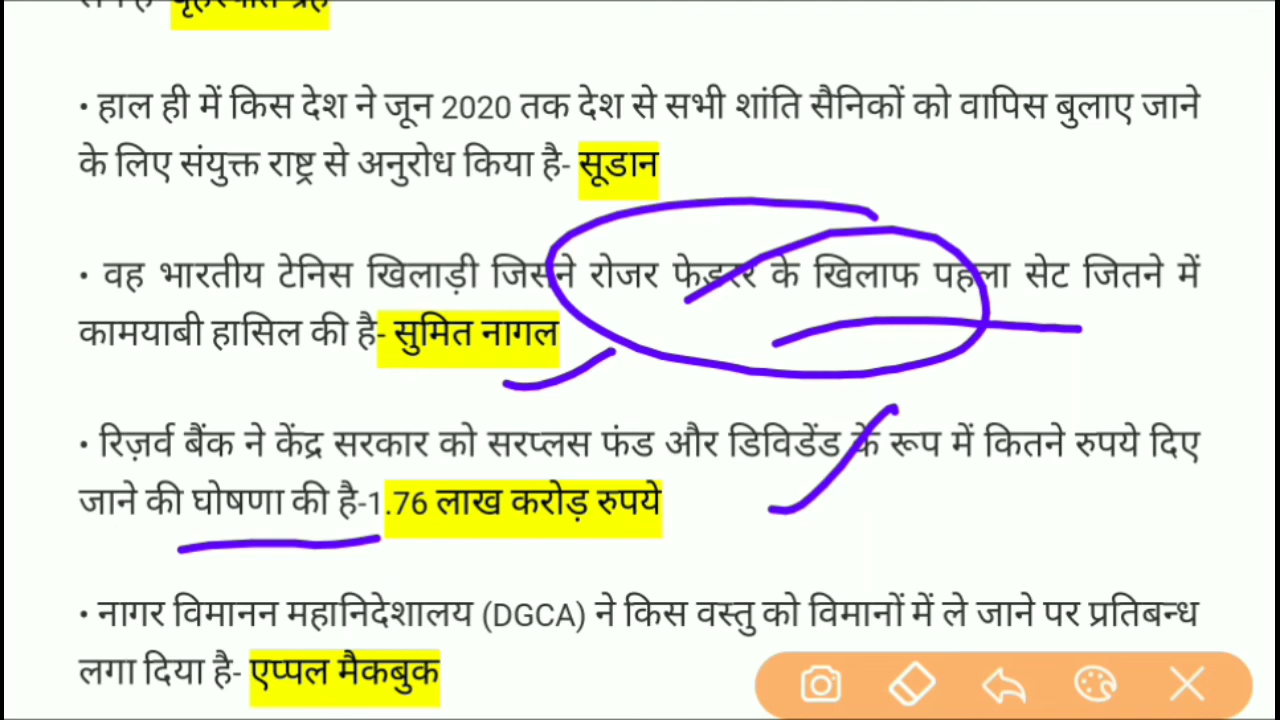 • हाल ही में किस देश ने जून 2020 तक देश से सभी शांति सैनिकों को वापिस बुलाए जाने
के लिए संयुक्त राष्ट्र से अनुरोध किया है- सूडान
• वह भारतीय टेनिस खिलाड़ी जिसने रोजर फेडरर के खिलाफ पहला सेट जितने में
कामयाबी हासिल की है- सुमित नागल
• रिज़र्व बैंक ने केंद्र सरकार को सरप्लस फंड और डिविडेंड के रूप में कितने रुपये दिए
जाने की घोषणा की है-1.76 लाख करोड़ रुपये
• नागर विमानन महानिदेशालय (DGCA) ने किस वस्तु को विमानों में ले जाने पर प्रतिबन्ध
लगा दिया है- एप्पल मैकबुक